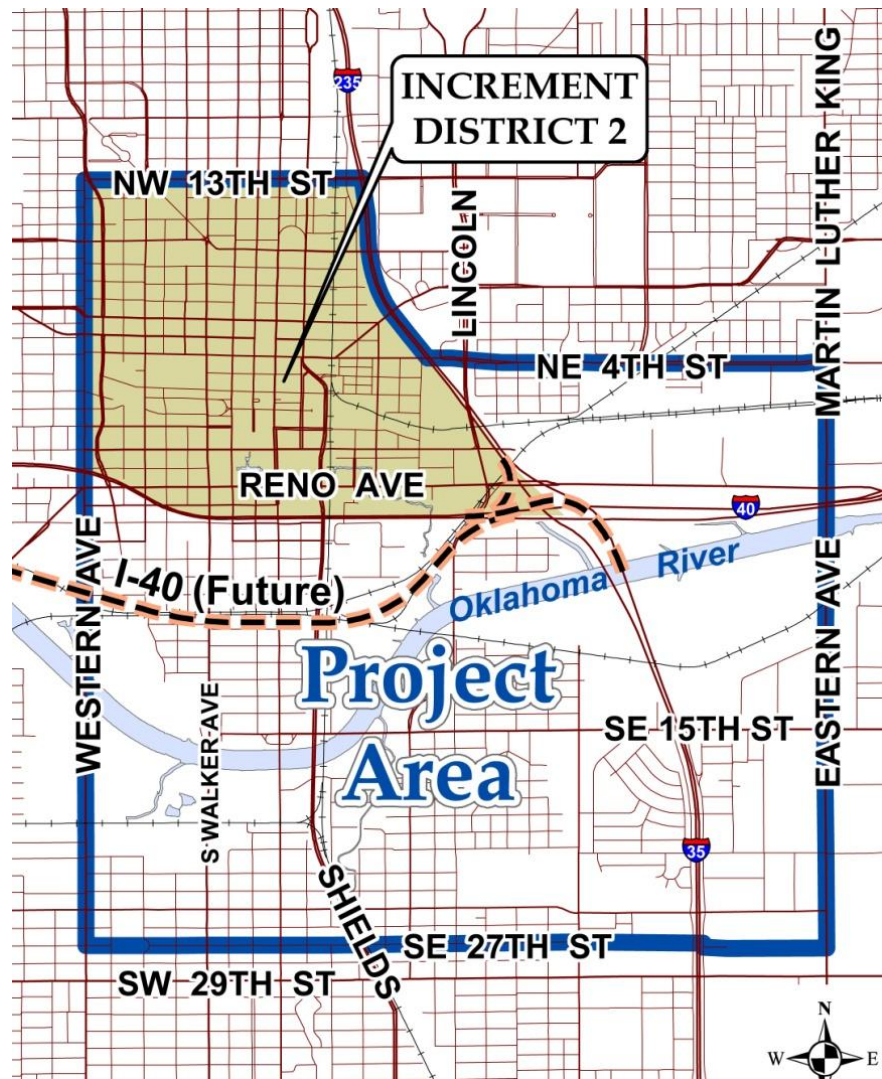 235
INCREMENT
DISTRICT 2
NW 13TH ST
LINCOLN
MARTIN LUTHER KING
NE 4TH ST
RENO AVE
40
WESTERN AVE
I-40 (Future)
Oklahoma River
EASTERN AVE
Project
Area
S WALKER AVE
SE 15TH ST
35
SHIELDS
SE 27TH ST
SW 29TH ST
N
W E